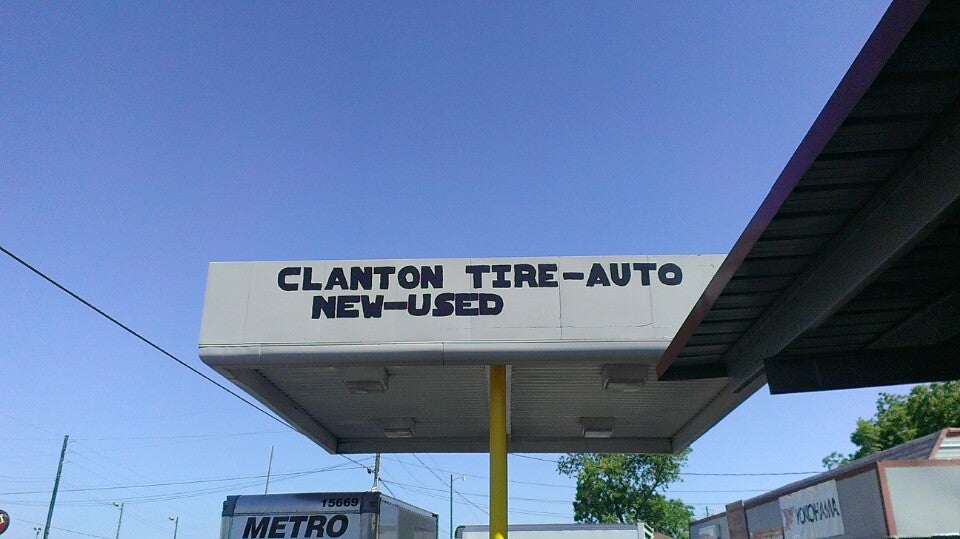 CLANTON TIRE-AUTO
NEW-USED
15669
METRO
YOKOHAMA